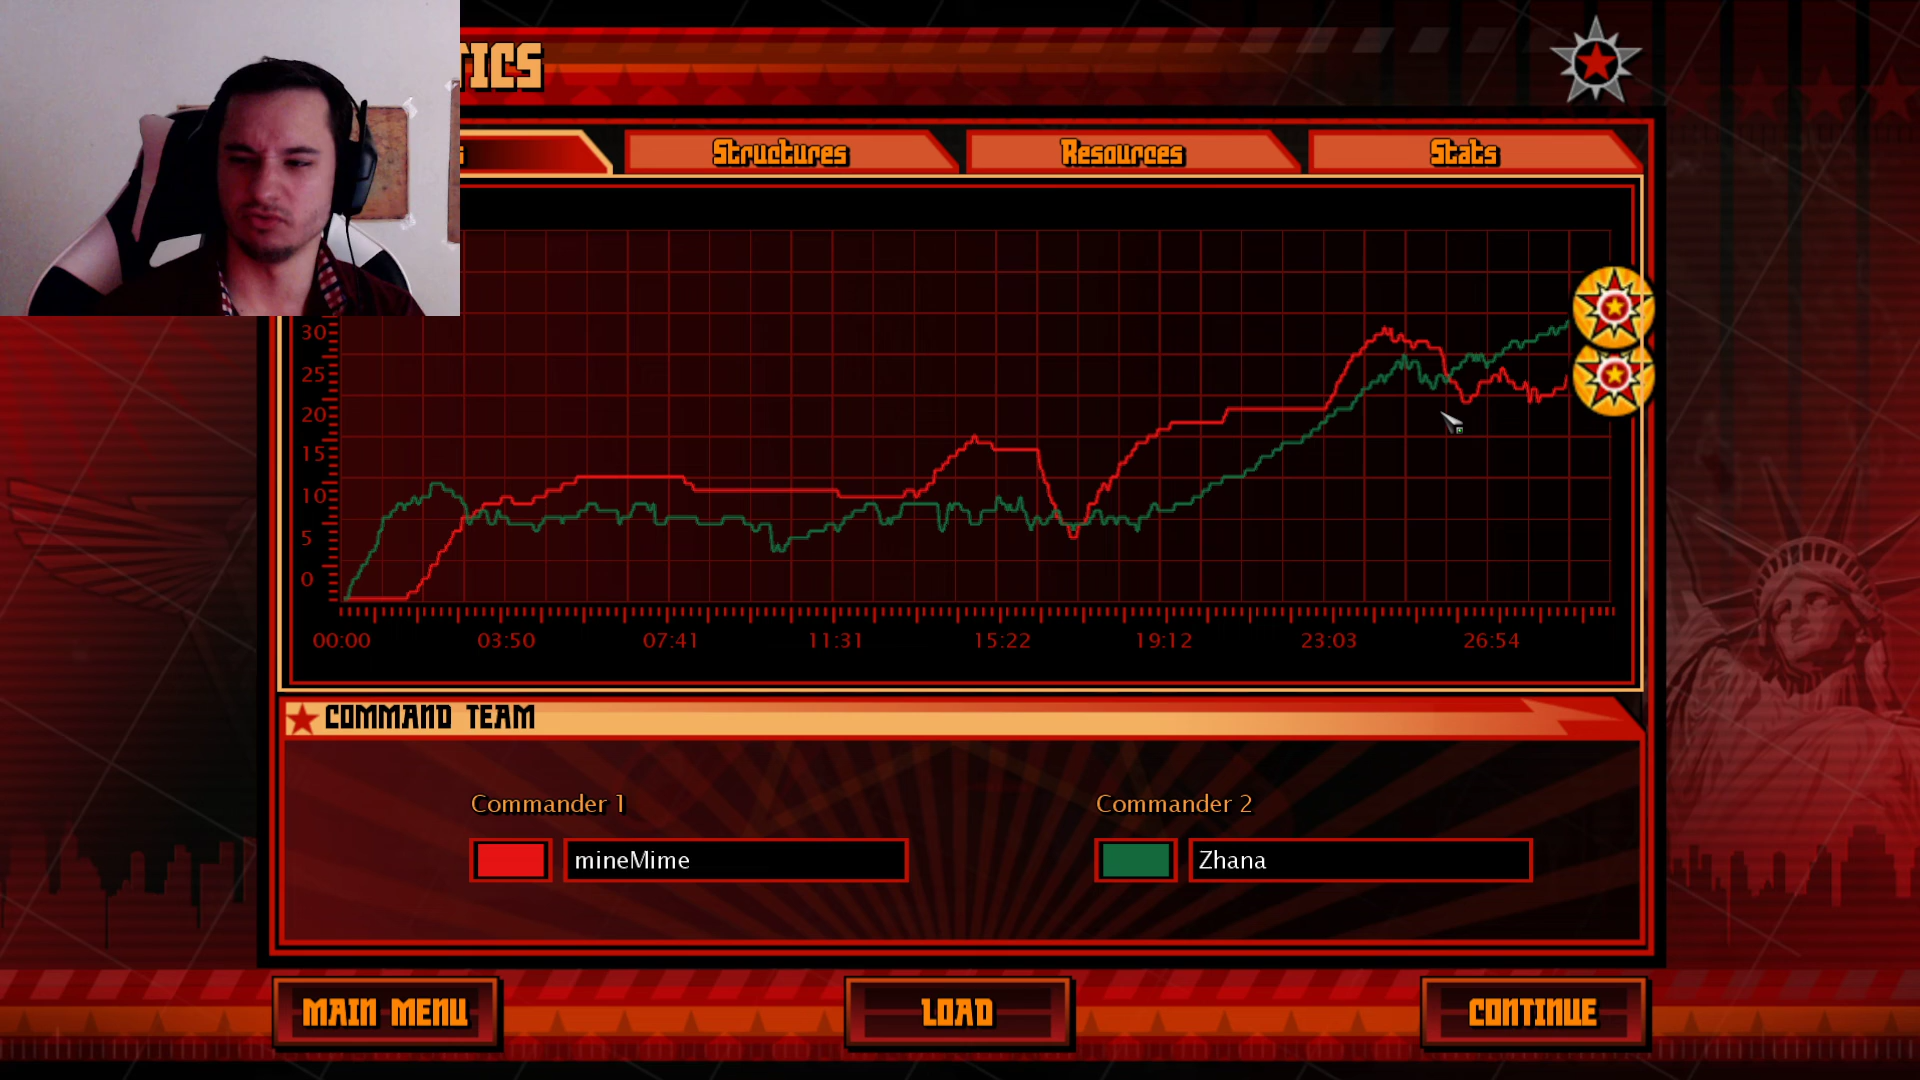 TICS
Structures
Resources
Stats
30
25
20
15
10
5
0
00:00 03:50 07:41 11:31 15:22 19:12 23:03 26:54
COMMAND TEAM
Commander 1
Commander 2
mineMime
Zhana
MAIN MENU
LOAD
CONTINUE